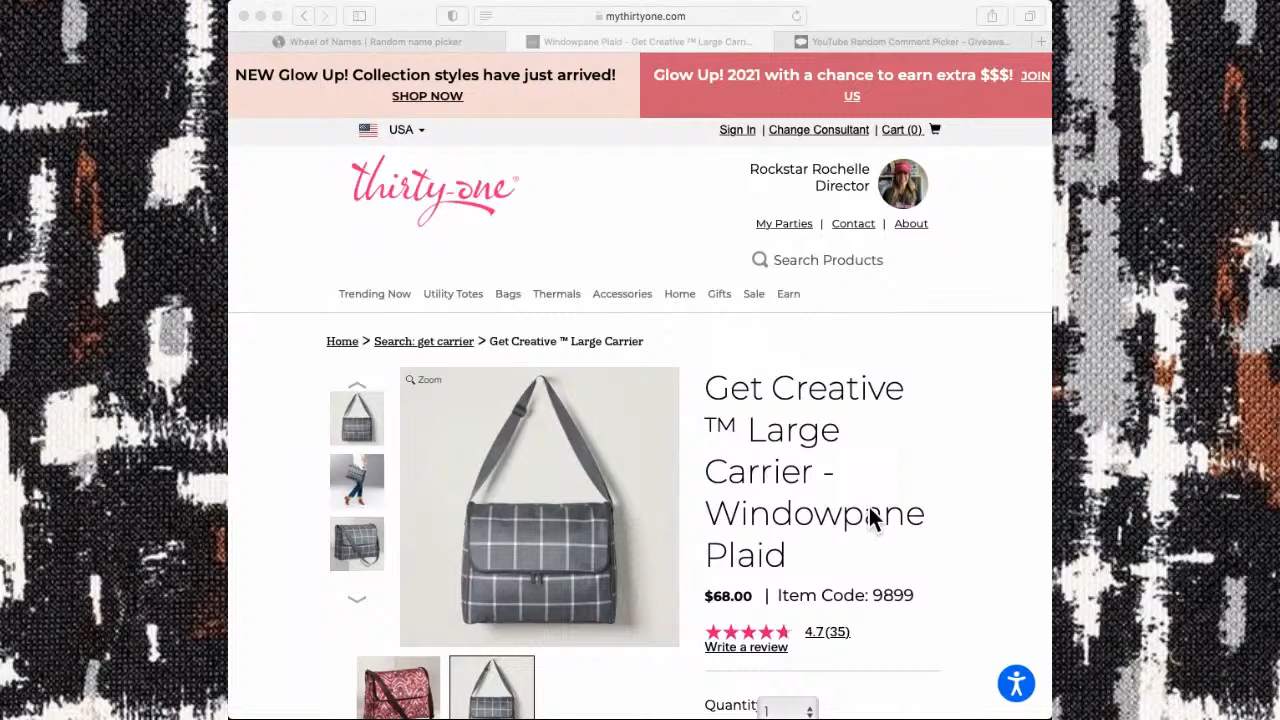 mythirtyone.com
Wheel of Names | Random name picker
Windowpane Plaid - Get Creative ™ Large Carri...
YouTube Random Comment Picker - Giveawa...
NEW Glow Up! Collection styles have just arrived!
SHOP NOW
Glow Up! 2021 with a chance to earn extra $$$! JOIN
US
USA
Sign In | Change Consultant | Cart (0)
thirty-one®
Rockstar Rochelle
Director
My Parties | Contact | About
Search Products
Trending Now Utility Totes Bags Thermals Accessories Home Gifts Sale Earn
Home > Search: get carrier > Get Creative ™ Large Carrier
Zoom
Get Creative
™ Large
Carrier -
Windowpane
Plaid
$68.00 | Item Code: 9899
4.7 (35)
Write a review
Quantity
1